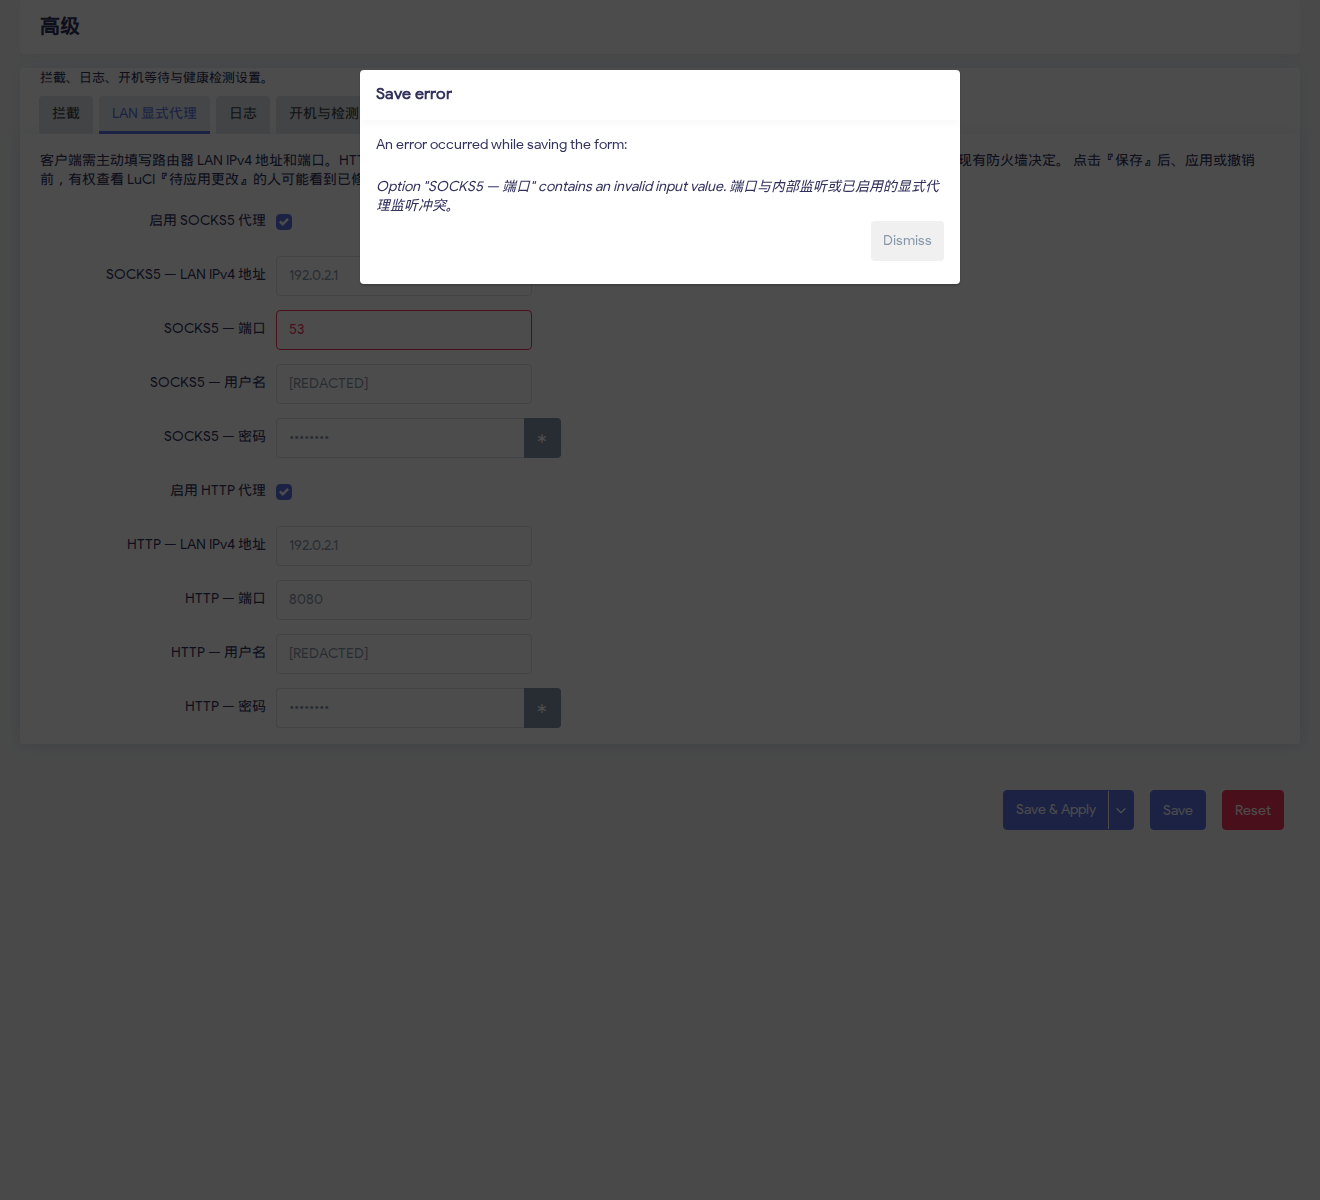 高级
拦截、日志、开机等待与健康检测设置。
拦截
LAN 显式代理
日志
开机与检测
Save error
An error occurred while saving the form:
Option "SOCKS5 — 端口" contains an invalid input value. 端口与内部监听或已启用的显式代
理监听冲突。
Dismiss
客户端需主动填写路由器 LAN IPv4 地址和端口。HT
现有防火墙决定。 点击『保存』后、应用或撤销
前，有权查看 LuCI『待应用更改』的人可能看到已修
启用 SOCKS5 代理
SOCKS5 — LAN IPv4 地址
192.0.2.1
SOCKS5 — 端口
53
SOCKS5 — 用户名
[REDACTED]
SOCKS5 — 密码
••••••••
*
启用 HTTP 代理
HTTP — LAN IPv4 地址
192.0.2.1
HTTP — 端口
8080
HTTP — 用户名
[REDACTED]
HTTP — 密码
••••••••
*
Save & Apply
Save
Reset